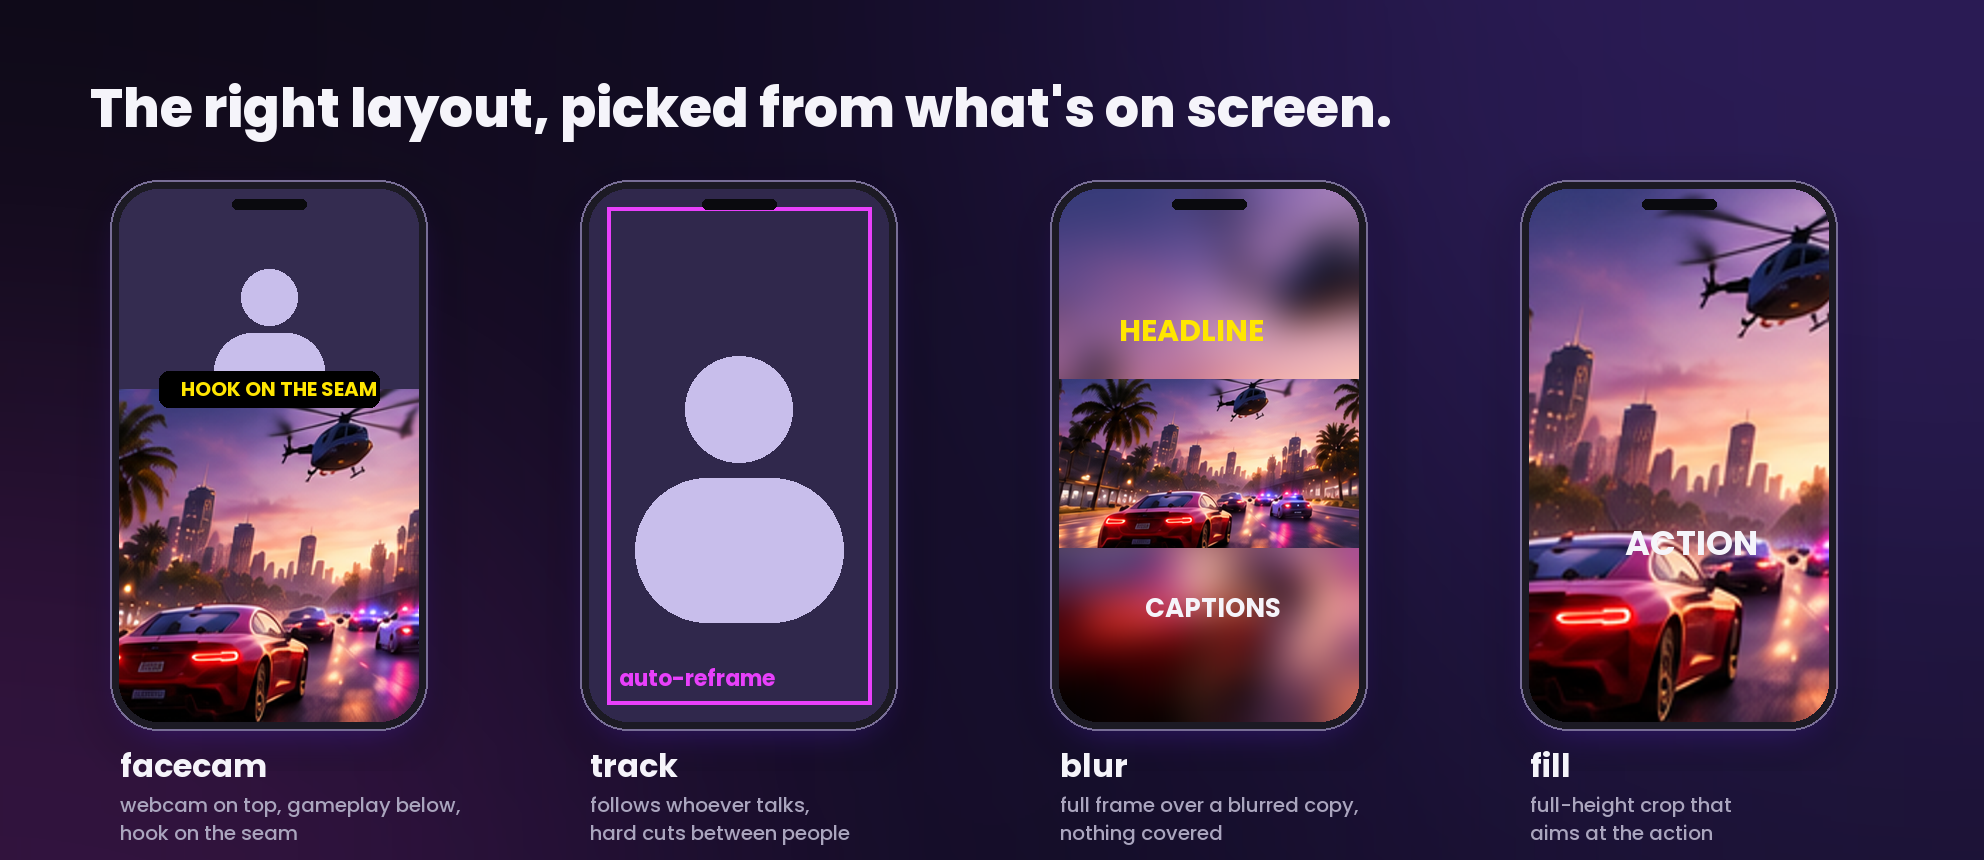 The right layout, picked from what's on screen.
HOOK ON THE SEAM
auto-reframe
HEADLINE
CAPTIONS
ACTION
facecam
webcam on top, gameplay below,
hook on the seam
track
follows whoever talks,
hard cuts between people
blur
full frame over a blurred copy,
nothing covered
fill
full-height crop that
aims at the action